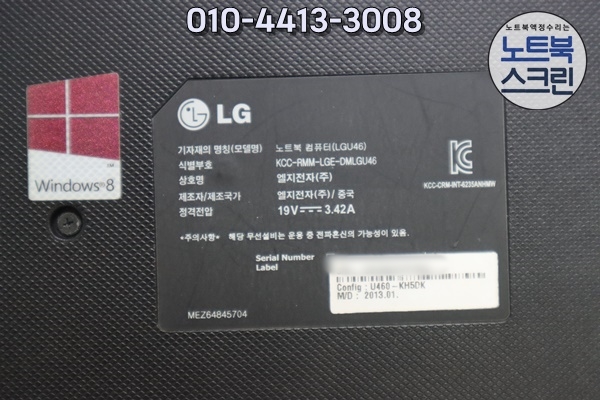 010-4413-3008
노트북액정수리는
노트북
스크린
LG
Windows 8
기자재의 명칭(모델명) 노트북 컴퓨터(LGU46)
식별부호 KCC-RMM-LGE-DMLGU46
상호명 엘지전자(주)
제조자/제조국가 엘지전자(주) / 중국
정격전압 19V 3.42A
KCC-CRM-INT-6235ANHMW
*주의사항* 해당 무선설비는 운용 중 전파혼신의 가능성이 있음.
Serial Number
Label
Config : U460-KH5DK
M/D : 2013.01.
MEZ64845704